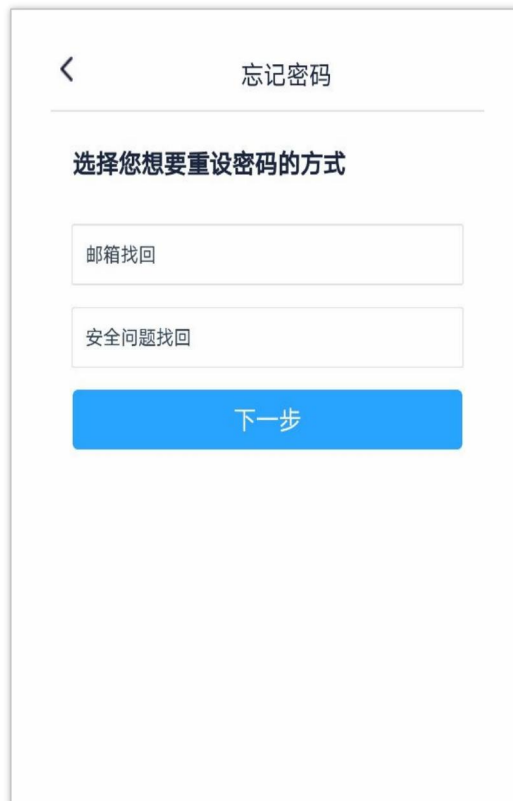 忘记密码
选择您想要重设密码的方式
邮箱找回
安全问题找回
下一步